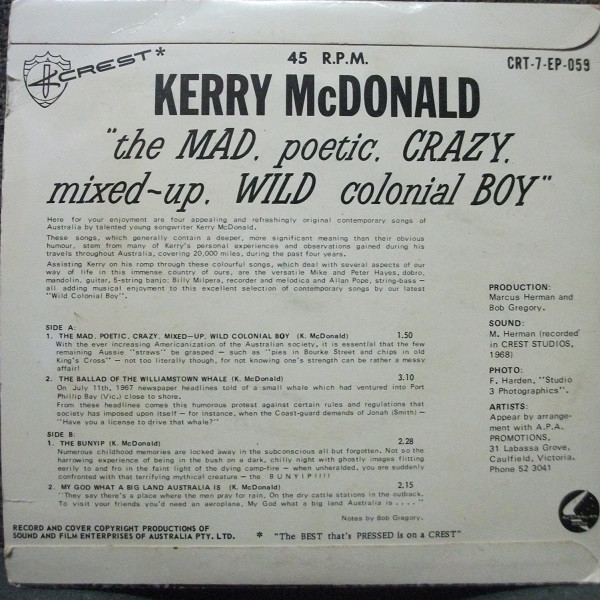 CREST*
45 R.P.M.
CRT-7-EP-059
KERRY McDONALD
"the MAD, poetic, CRAZY,
mixed-up, WILD colonial BOY"
Here for your enjoyment are four appealing and refreshingly original contemporary songs of
Australia by talented young songwriter Kerry McDonald.
These songs, which generally contain a deeper, more significant meaning than their obvious
humour, stem from many of Kerry's personal experiences and observations gained during his
travels throughout Australia, covering 20,000 miles, during the past four years.
Assisting Kerry on his romp through these colourful songs, which deal with several aspects of our
way of life in this immense country of ours, are the versatile Mike and Peter Hayes, dobro,
mandolin, guitar, 5-string banjo: Billy Milpera, recorder and melodica and Allan Pope, string-bass —
all adding musical enjoyment to this excellent selection of contemporary songs by our latest
"Wild Colonial Boy".
SIDE A:
1. THE MAD, POETIC, CRAZY, MIXED-UP, WILD COLONIAL BOY (K. McDonald) 1.50
With the ever increasing Americanization of the Australian society, it is essential that the few
remaining Aussie "straws" be grasped — such as "pies in Bourke Street and chips in old
King's Cross" — not too literally though, for not knowing one's strength can be rather a messy
affair!
2. THE BALLAD OF THE WILLIAMSTOWN WHALE (K. McDonald) 3.10
On July 11th, 1967 newspaper headlines told of a small whale which had ventured into Port
Phillip Bay (Vic.) close to shore.
From these headlines comes this humorous protest against certain rules and regulations that
society has imposed upon itself — for instance, when the Coast-guard demands of Jonah (Smith) —
"Have you a license to drive that whale?"
SIDE B:
1. THE BUNYIP (K. McDonald) 2.28
Numerous childhood memories are locked away in the subconscious all but forgotten. Not so the
harrowing experience of being in the bush on a dark, chilly night with ghostly images flitting
eerily to and fro in the faint light of the dying camp-fire — when unheralded, you are suddenly
confronted with that terrifying mythical creature — the B U N Y I P ! ! ! !
2. MY GOD WHAT A BIG LAND AUSTRALIA IS (K. McDonald) 2.15
"They say there's a place where the men pray for rain. On the dry cattle stations in the outback.
To visit your friends you'd need an aeroplane. My God what a big land Australia is . . . ."
Notes by Bob Gregory.
PRODUCTION:
Marcus Herman and
Bob Gregory.
SOUND:
M. Herman (recorded
in CREST STUDIOS,
1968)
PHOTO:
F. Harden, "Studio
3 Photographics".
ARTISTS:
Appear by arrange-
ment with A.P.A.
PROMOTIONS,
31 Labassa Grove,
Caulfield, Victoria.
Phone 52 3041
RECORD AND COVER COPYRIGHT PRODUCTIONS OF
SOUND AND FILM ENTERPRISES OF AUSTRALIA PTY. LTD.
* "The BEST that's PRESSED is on a CREST"